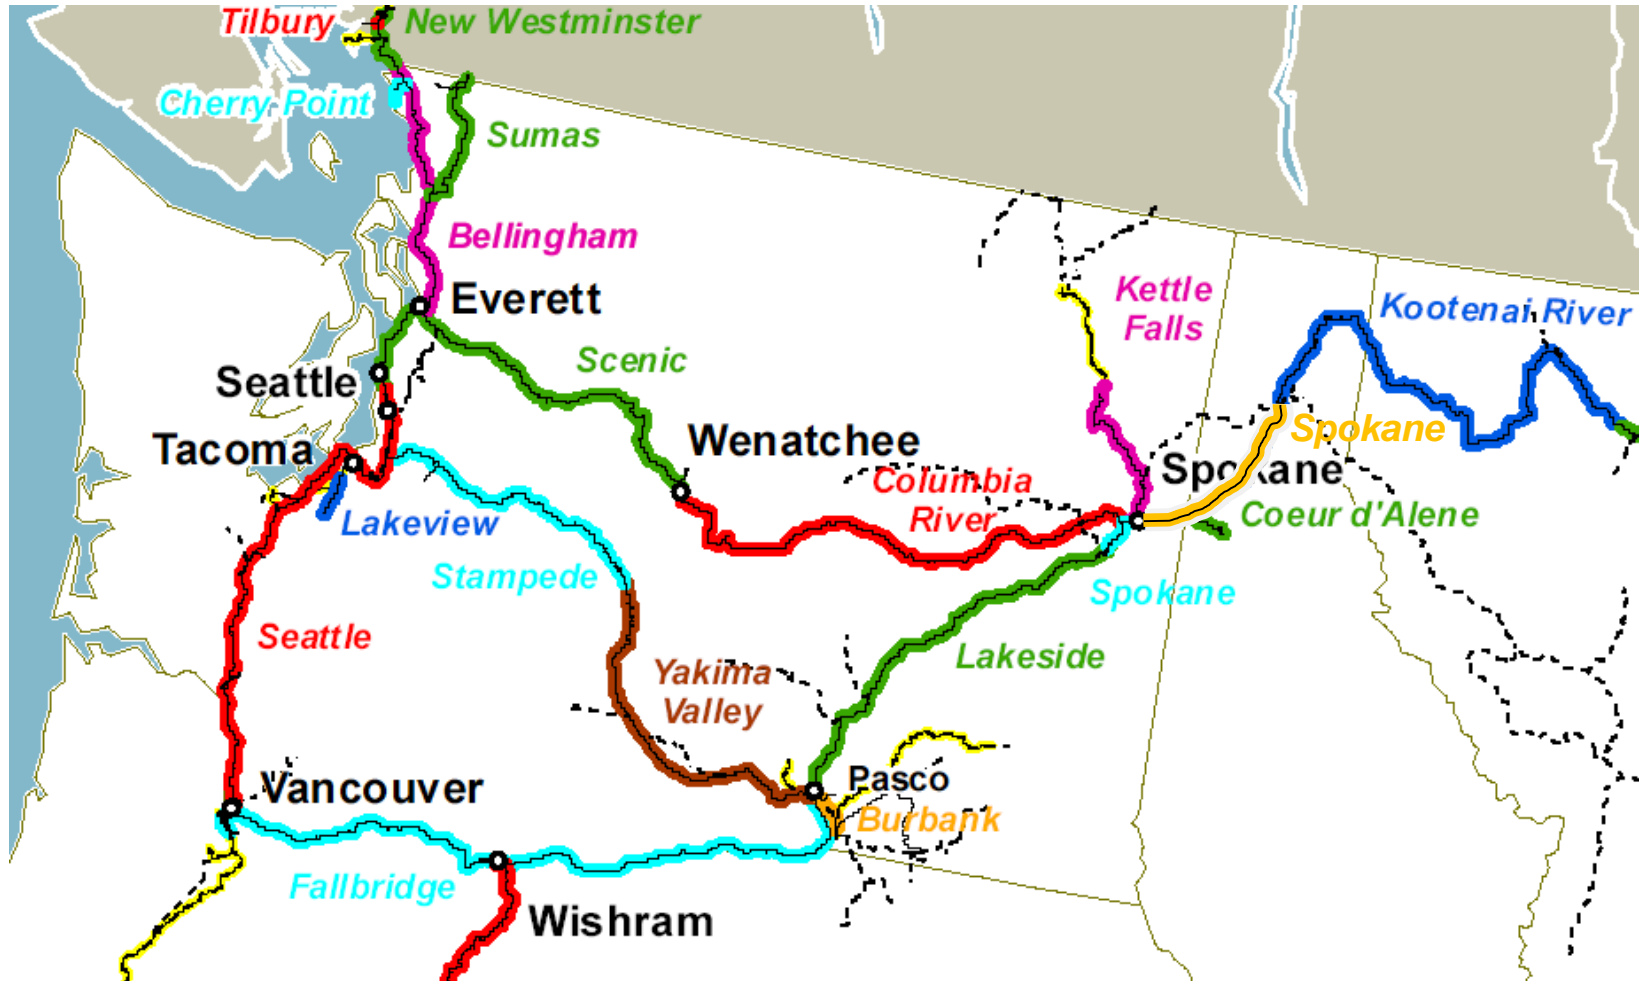 Tilbury
New Westminster
Cherry Point
Sumas
Bellingham
Everett
Kettle
Falls
Kootenai River
Scenic
Seattle
Spokane
Tacoma
Wenatchee
Spokane
Columbia
River
Coeur d'Alene
Lakeview
Stampede
Spokane
Seattle
Lakeside
Yakima
Valley
Vancouver
Pasco
Burbank
Fallbridge
Wishram